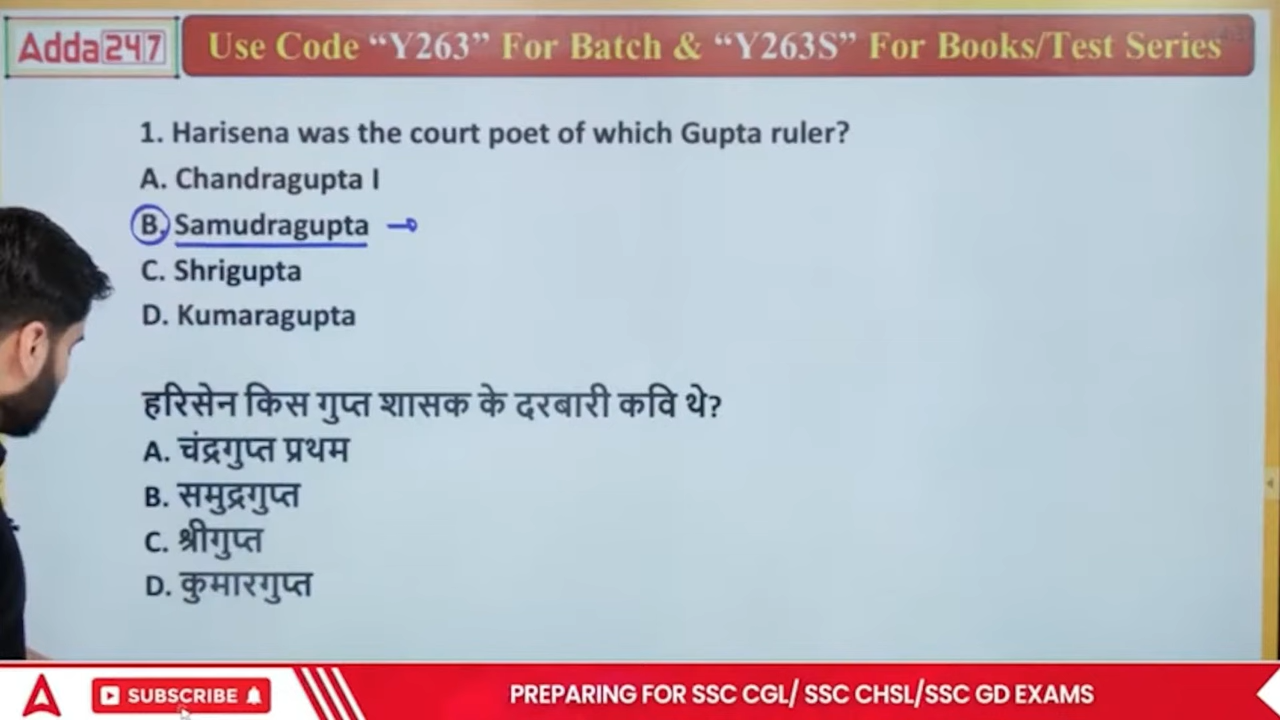 Adda247
Use Code “Y263” For Batch & “Y263S” For Books/Test Series
1. Harisena was the court poet of which Gupta ruler?
A. Chandragupta I
B. Samudragupta
C. Shrigupta
D. Kumaragupta
हरिसेन किस गुप्त शासक के दरबारी कवि थे?
A. चंद्रगुप्त प्रथम
B. समुद्रगुप्त
C. श्रीगुप्त
D. कुमारगुप्त
SUBSCRIBE
PREPARING FOR SSC CGL/ SSC CHSL/SSC GD EXAMS